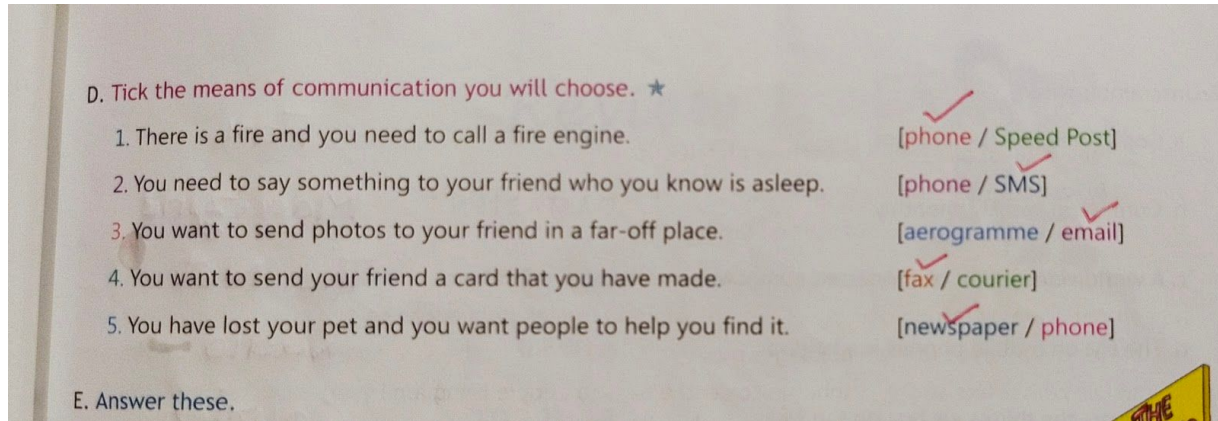 D. Tick the means of communication you will choose. ★
1. There is a fire and you need to call a fire engine. [phone / Speed Post]
2. You need to say something to your friend who you know is asleep. [phone / SMS]
3. You want to send photos to your friend in a far-off place. [aerogramme / email]
4. You want to send your friend a card that you have made. [fax / courier]
5. You have lost your pet and you want people to help you find it. [newspaper / phone]
E. Answer these.
THE